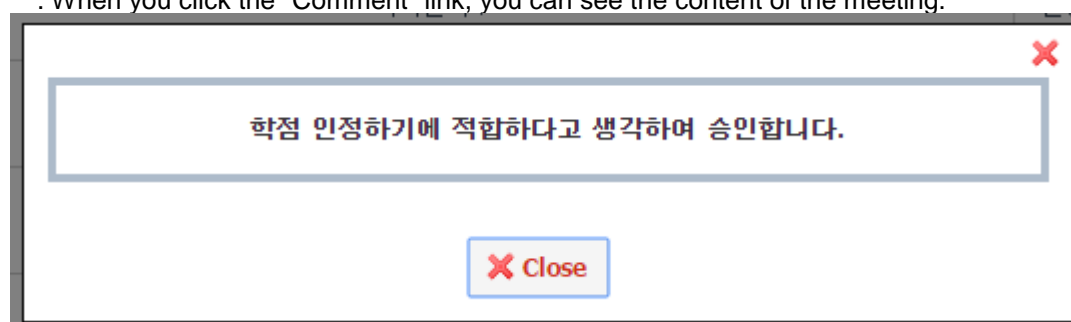 . When you click the "Comment" link, you can see the content of the meeting.
학점 인정하기에 적합하다고 생각하여 승인합니다.
Close